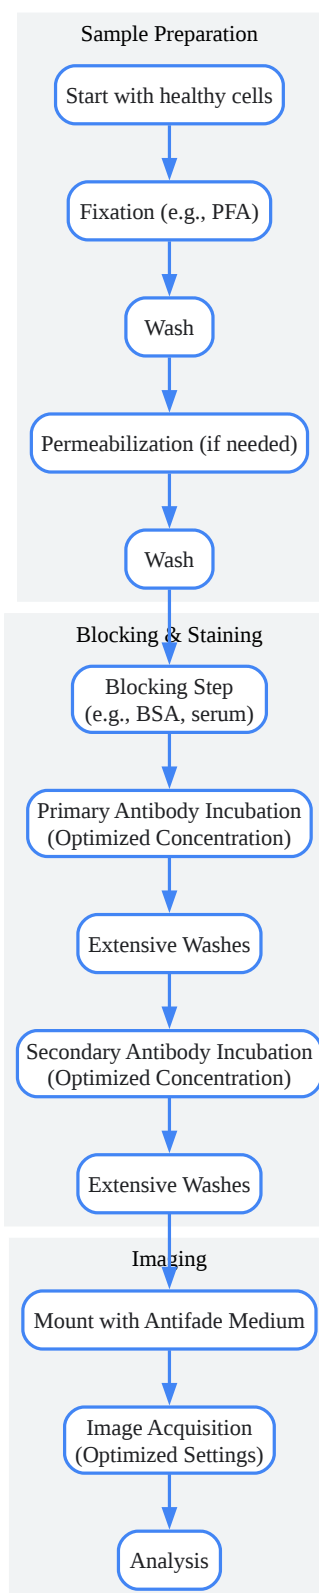 Sample Preparation
Start with healthy cells
Fixation (e.g., PFA)
Wash
Permeabilization (if needed)
Wash
Blocking & Staining
Blocking Step
(e.g., BSA, serum)
Primary Antibody Incubation
(Optimized Concentration)
Extensive Washes
Secondary Antibody Incubation
(Optimized Concentration)
Extensive Washes
Imaging
Mount with Antifade Medium
Image Acquisition
(Optimized Settings)
Analysis